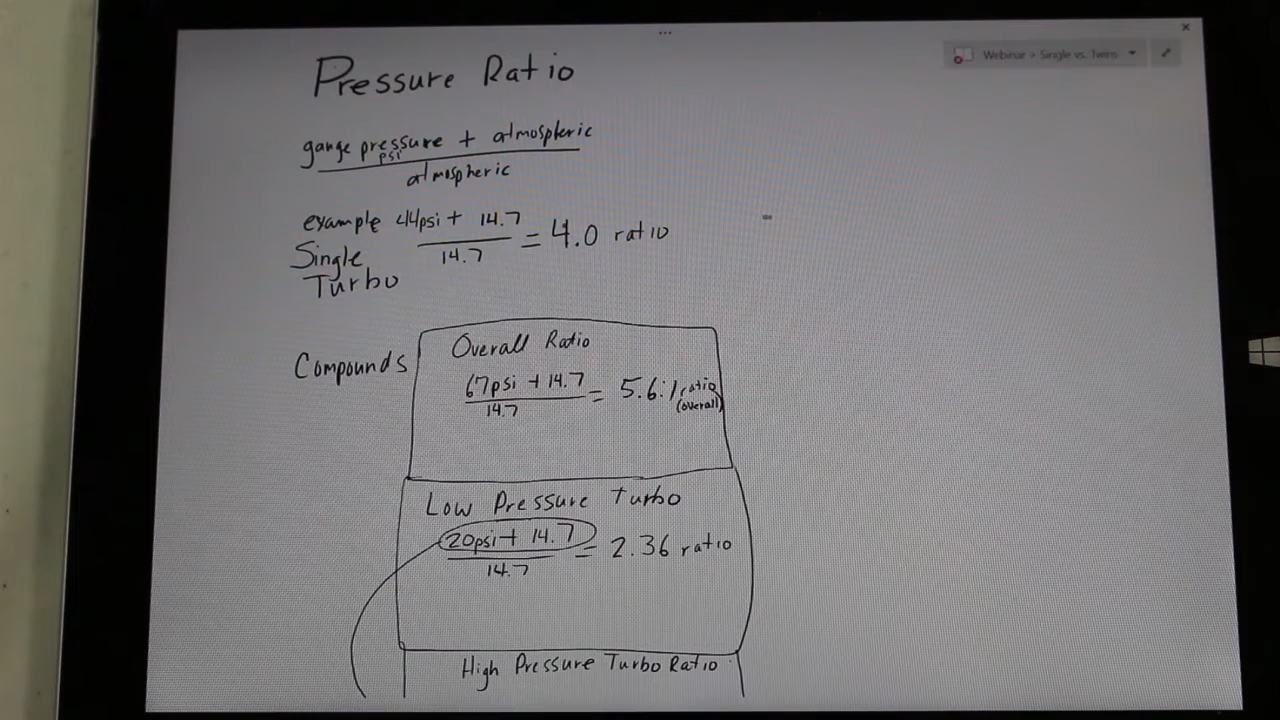 Webinar > Single vs. Twins
Pressure Ratio
gauge pressure + atmospheric
psi
atmospheric
example 44psi + 14.7
14.7
= 4.0 ratio
Single
Turbo
Compounds
Overall Ratio
67psi + 14.7
14.7
= 5.6:1 ratio
(overall)
Low Pressure Turbo
20psi + 14.7
14.7
= 2.36 ratio
High Pressure Turbo Ratio